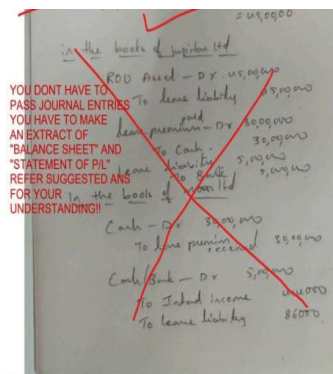 = 45,00,000
In the books of Jupiter ltd
ROU Asset – Dr 45,00,000
To lease liability 45,00,000
YOU DONT HAVE TO
PASS JOURNAL ENTRIES
YOU HAVE TO MAKE
AN EXTRACT OF
"BALANCE SHEET" AND
"STATEMENT OF P/L"
REFER SUGGESTED ANS
FOR YOUR
UNDERSTANDING!!
lease premium paid – Dr 30,00,000
To Cash 30,00,000
Lease liability 5,00,000
To Bank 5,00,000
In the books of moon ltd
Cash – Dr 30,00,000
To lease premium received 30,00,000
Cash/Bank – Dr 5,00,000
To Interest income
To lease liability 86000